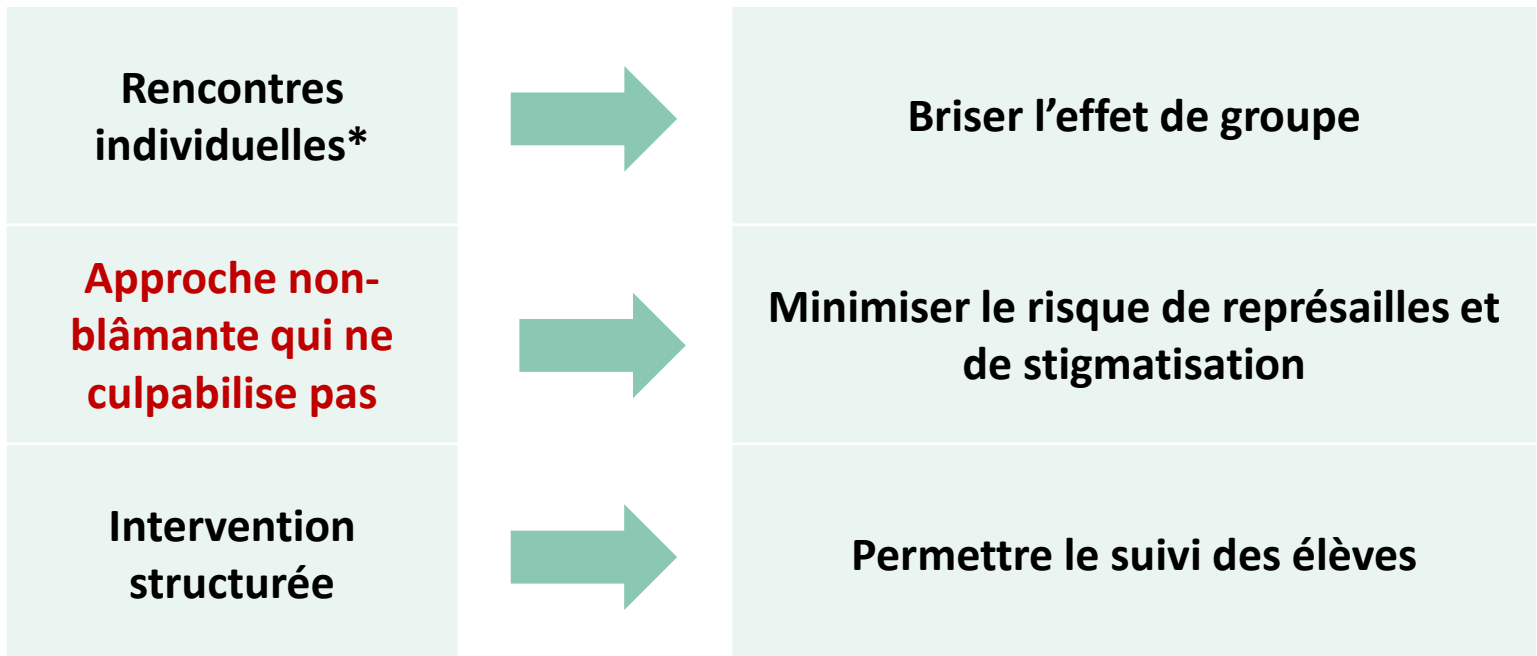 Rencontres
individuelles*
Briser l’effet de groupe
Approche non-
blâmante qui ne
culpabilise pas
Minimiser le risque de représailles et
de stigmatisation
Intervention
structurée
Permettre le suivi des élèves